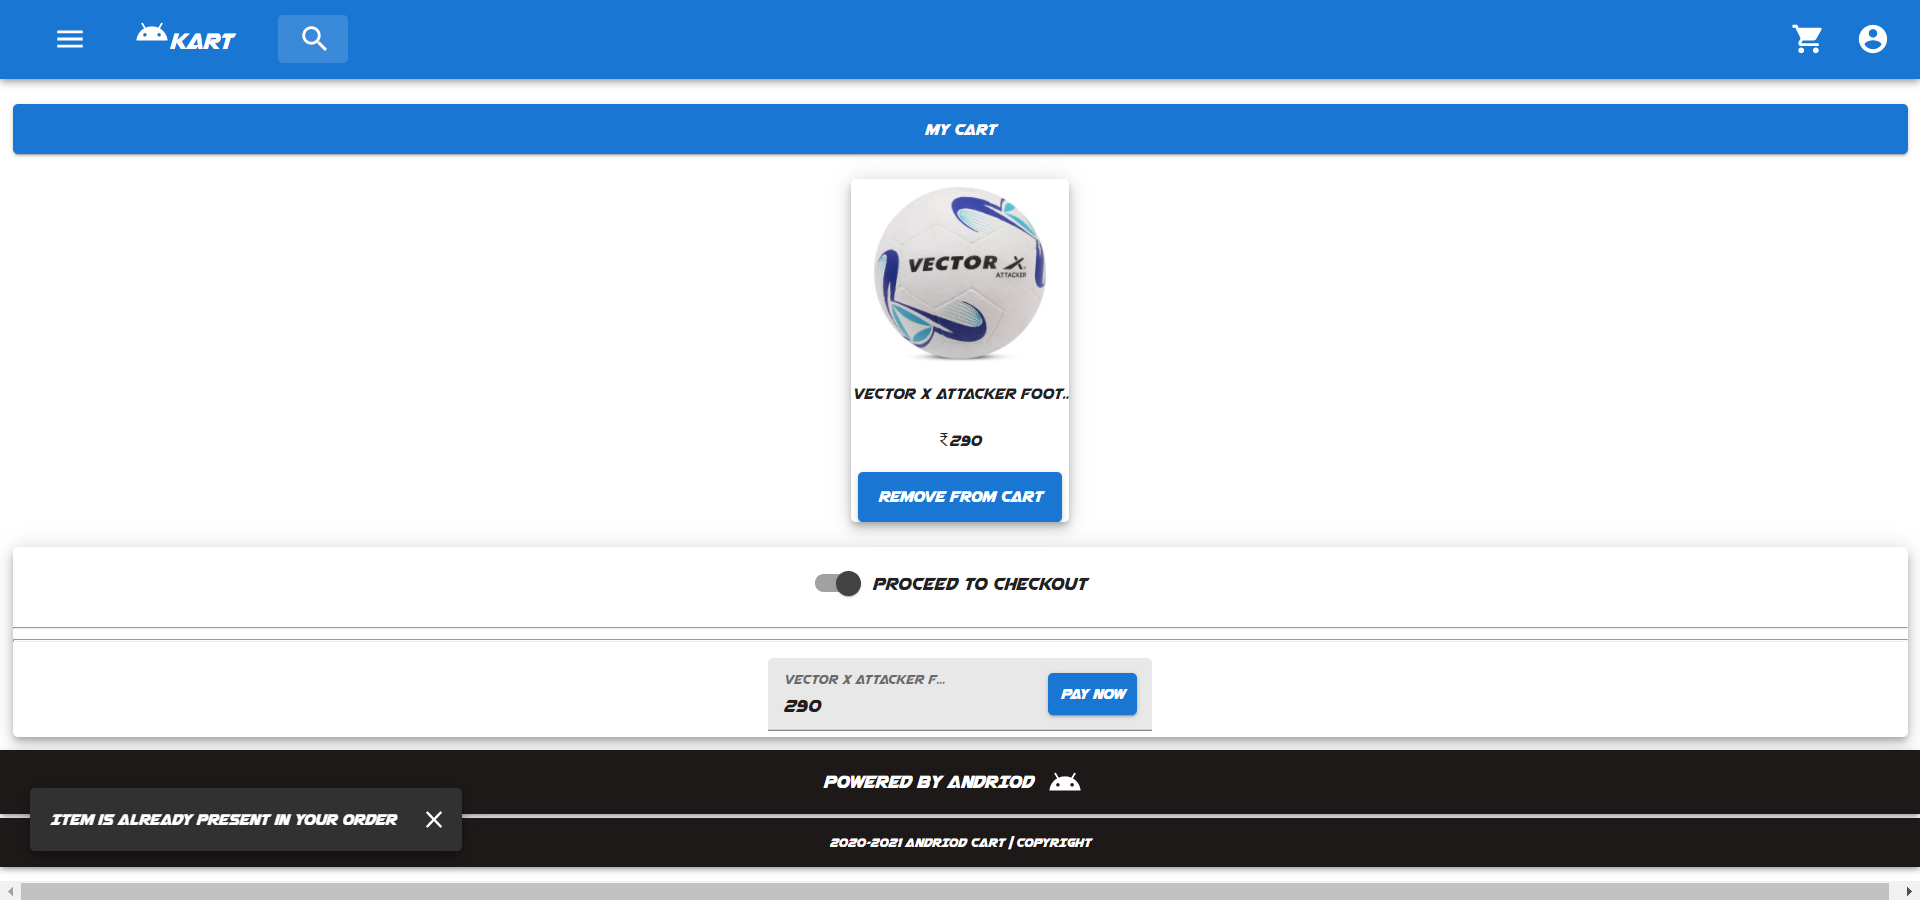 KART
MY CART
VECTOR X
ATTACKER
VECTOR X ATTACKER FOOT..
₹290
REMOVE FROM CART
PROCEED TO CHECKOUT
VECTOR X ATTACKER F...
290
PAY NOW
POWERED BY ANDRIOD
ITEM IS ALREADY PRESENT IN YOUR ORDER
2020-2021 ANDRIOD CART | COPYRIGHT